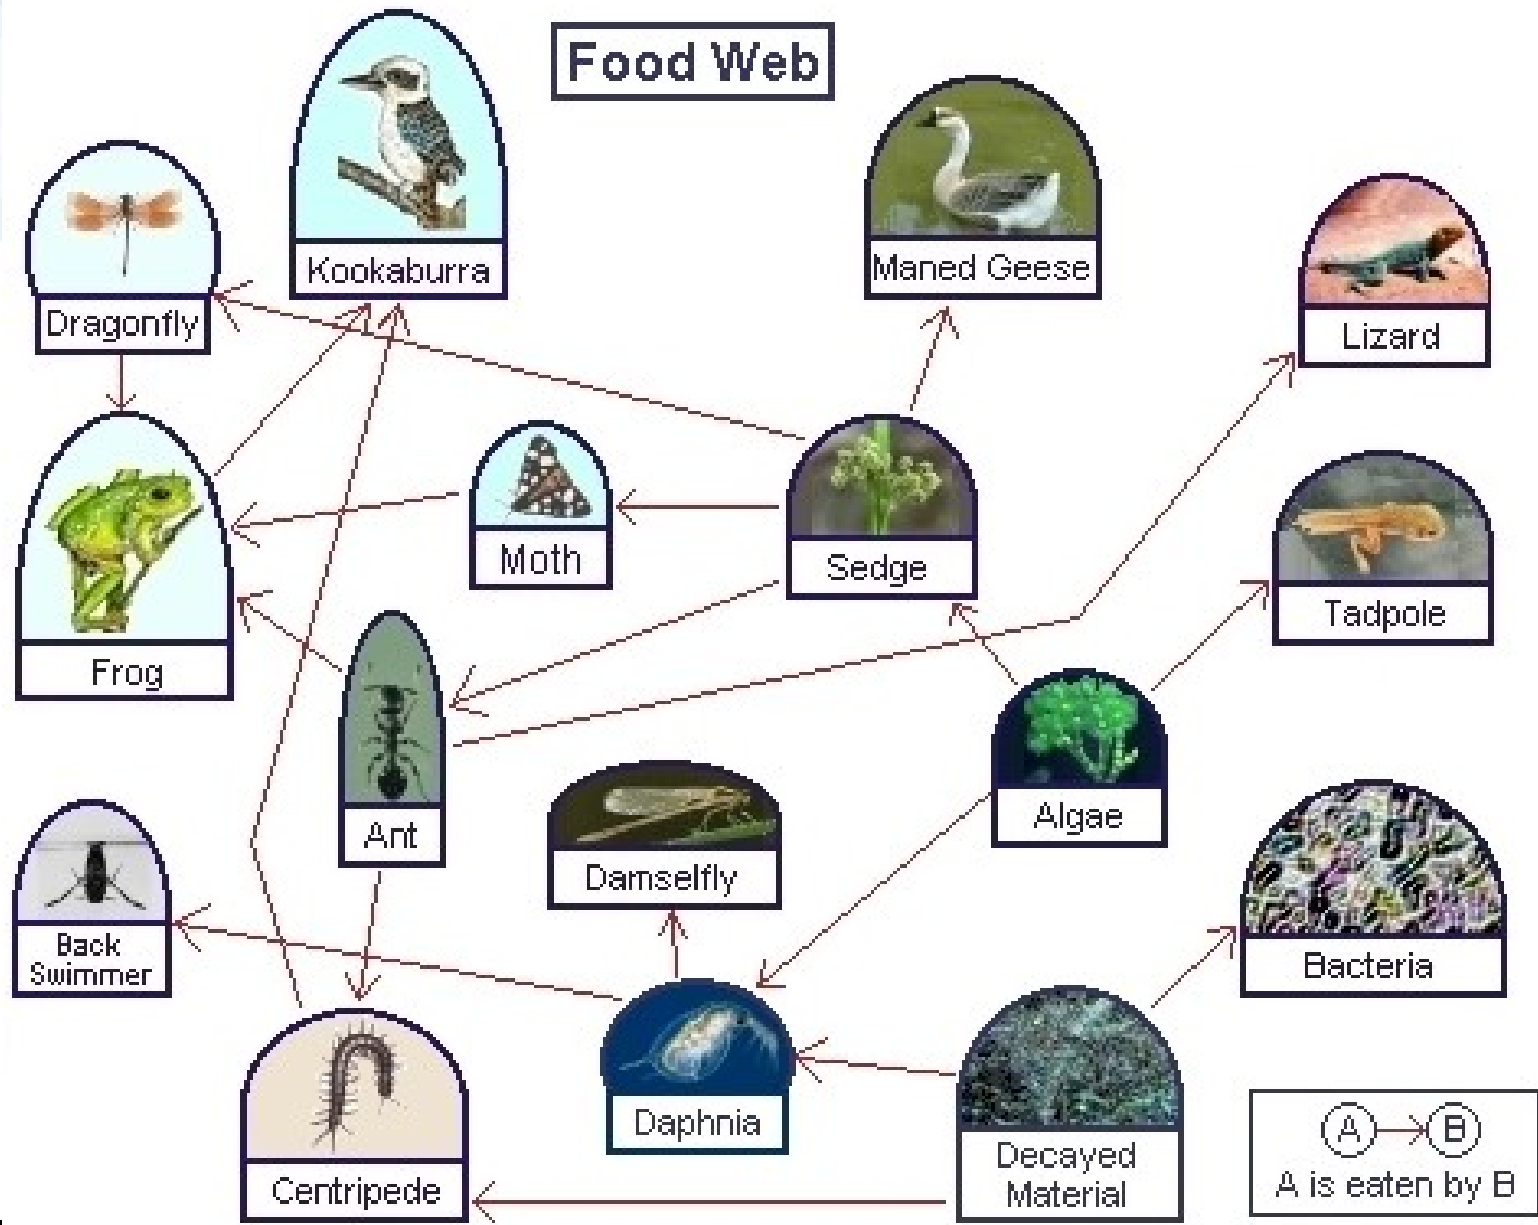 Food Web
Kookaburra
Maned Geese
Dragonfly
Lizard
Moth
Sedge
Tadpole
Frog
Ant
Algae
Damselfly
Back
Swimmer
Bacteria
Daphnia
Decayed
Material
Centripede
A B
A is eaten by B